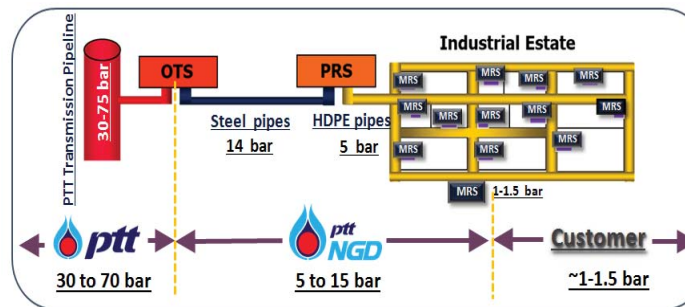 PTT Transmission Pipeline
30-75 bar
OTS
Steel pipes
14 bar
PRS
HDPE pipes
5 bar
Industrial Estate
MRS
MRS
MRS
MRS
MRS
MRS
MRS
MRS
MRS
MRS
MRS
MRS
MRS
1-1.5 bar
ptt
30 to 70 bar
ptt
NGD
5 to 15 bar
Customer
~1-1.5 bar